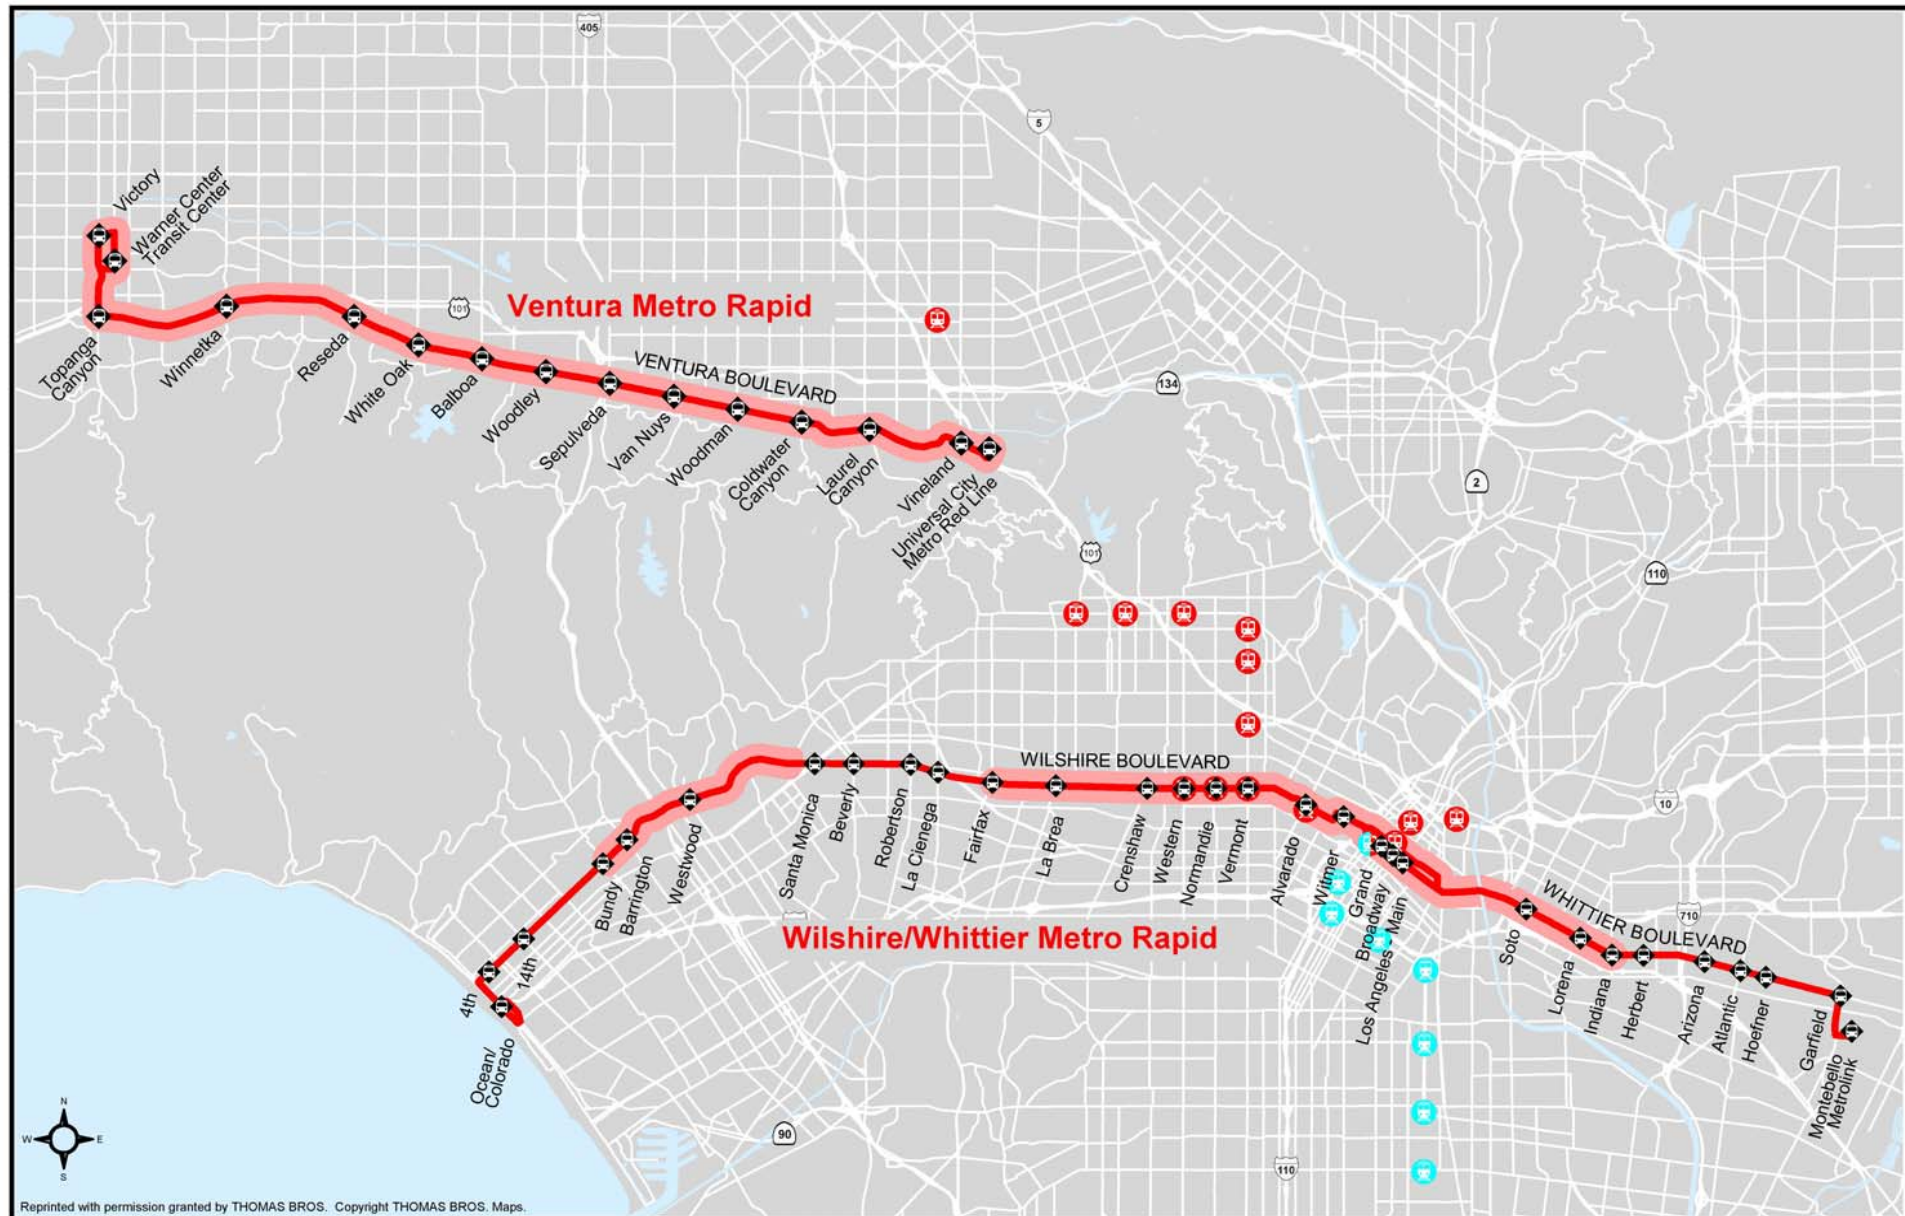 405
5
Victory
Warner Center
Transit Center
101
Ventura Metro Rapid
VENTURA BOULEVARD
134
Topanga
Canyon
Winnetka
Reseda
White Oak
Balboa
Woodley
Sepulveda
Van Nuys
Woodman
Coldwater
Canyon
Laurel
Canyon
Vineland
Universal City
Metro Red Line
2
101
110
WILSHIRE BOULEVARD
10
Santa Monica
Beverly
Robertson
La Cienega
Fairfax
La Brea
Crenshaw
Western
Normandie
Vermont
Alvarado
Witmer
Grand
Broadway
Los Angeles
Main
WHITTIER BOULEVARD
710
Westwood
Barrington
Bundy
14th
4th
Ocean/
Colorado
Wilshire/Whittier Metro Rapid
Soto
Lorena
Indiana
Herbert
Arizona
Atlantic
Hoefner
Garfield
Montebello
Metrolink
90
110
N
W
E
S
Reprinted with permission granted by THOMAS BROS. Copyright THOMAS BROS. Maps.